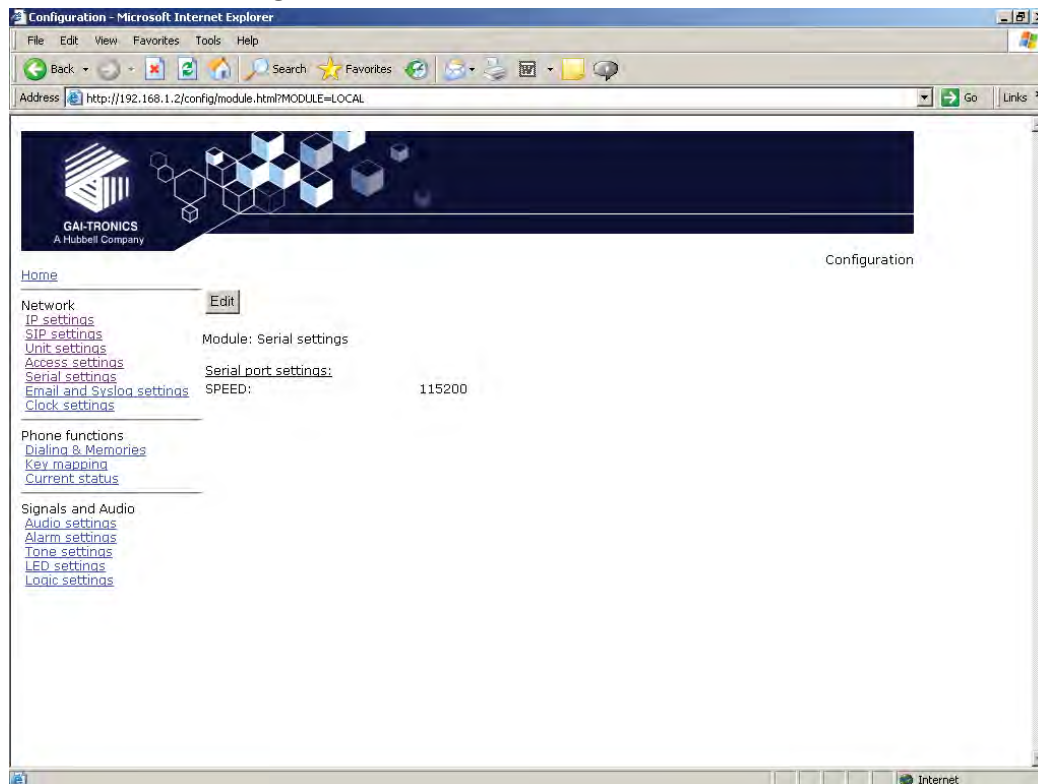 Configuration - Microsoft Internet Explorer
File Edit View Favorites Tools Help
Back Search Favorites
Address http://192.168.1.2/config/module.html?MODULE=LOCAL Go Links
GAI-TRONICS
A Hubbell Company
Configuration
Home
Edit
Network
IP settings
SIP settings
Unit settings
Access settings
Serial settings
Email and Syslog settings
Clock settings
Module: Serial settings
Serial port settings:
SPEED: 115200
Phone functions
Dialing & Memories
Key mapping
Current status
Signals and Audio
Audio settings
Alarm settings
Tone settings
LED settings
Logic settings
Internet